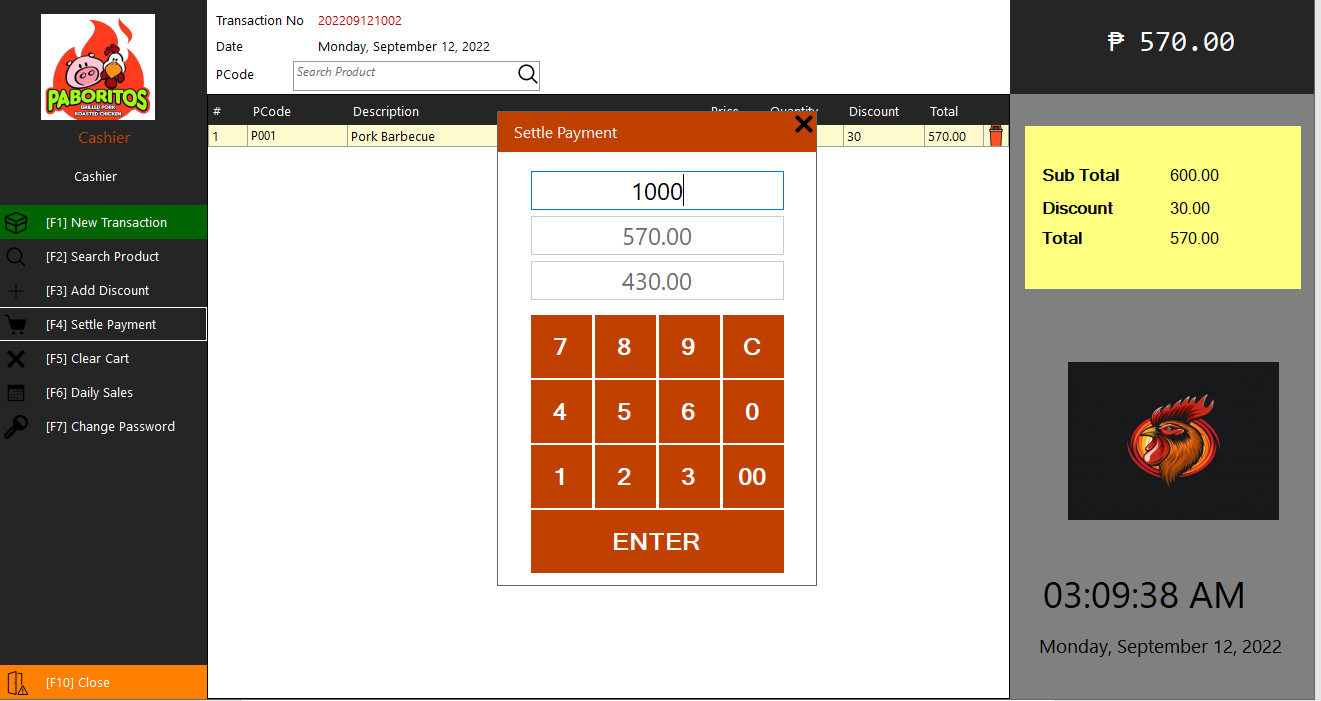 PABORITOS
GRILLED PORK
ROASTED CHICKEN
Cashier
Cashier
[F1] New Transaction
[F2] Search Product
[F3] Add Discount
[F4] Settle Payment
[F5] Clear Cart
[F6] Daily Sales
[F7] Change Password
[F10] Close
Transaction No 202209121002
Date Monday, September 12, 2022
PCode Search Product
# PCode Description Price Quantity Discount Total
1 P001 Pork Barbecue 30 570.00
Settle Payment
1000
570.00
430.00
7 8 9 C
4 5 6 0
1 2 3 00
ENTER
₱ 570.00
Sub Total 600.00
Discount 30.00
Total 570.00
03:09:38 AM
Monday, September 12, 2022